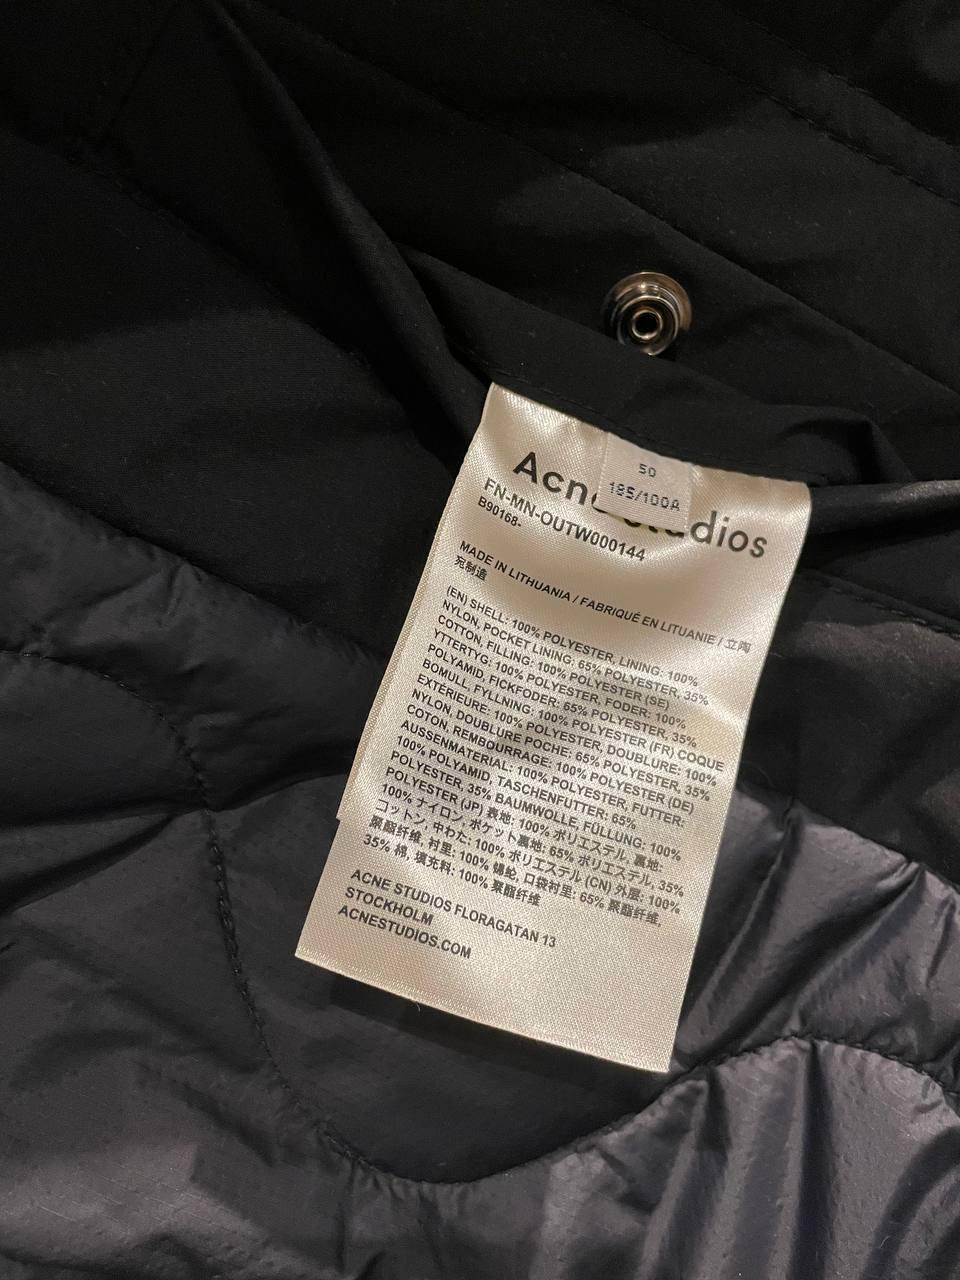 50
185/100A
Acne Studios
FN-MN-OUTW000144
B90168-
MADE IN LITHUANIA / FABRIQUÉ EN LITUANIE / 立陶
宛制造
(EN) SHELL: 100% POLYESTER, LINING: 100%
NYLON, POCKET LINING: 65% POLYESTER, 35%
COTTON, FILLING: 100% POLYESTER (SE)
YTTERTYG: 100% POLYESTER, FODER: 100%
POLYAMID, FICKFODER: 65% POLYESTER, 35%
BOMULL, FYLLNING: 100% POLYESTER (FR) COQUE
EXTÉRIEURE: 100% POLYESTER, DOUBLURE: 100%
NYLON, DOUBLURE POCHE: 65% POLYESTER, 35%
COTON, REMBOURRAGE: 100% POLYESTER (DE)
AUSSENMATERIAL: 100% POLYESTER, FUTTER:
100% POLYAMID, TASCHENFUTTER: 65%
POLYESTER, 35% BAUMWOLLE, FÜLLUNG: 100%
POLYESTER (JP) 表地: 100% ポリエステル, 裏地:
100% ナイロン, ポケット裏地: 65% ポリエステル, 35%
コットン, 中わた: 100% ポリエステル (CN) 外层: 100%
聚酯纤维, 衬里: 100% 锦纶, 口袋衬里: 65% 聚酯纤维,
35% 棉, 填充料: 100% 聚酯纤维
ACNE STUDIOS FLORAGATAN 13
STOCKHOLM
ACNESTUDIOS.COM